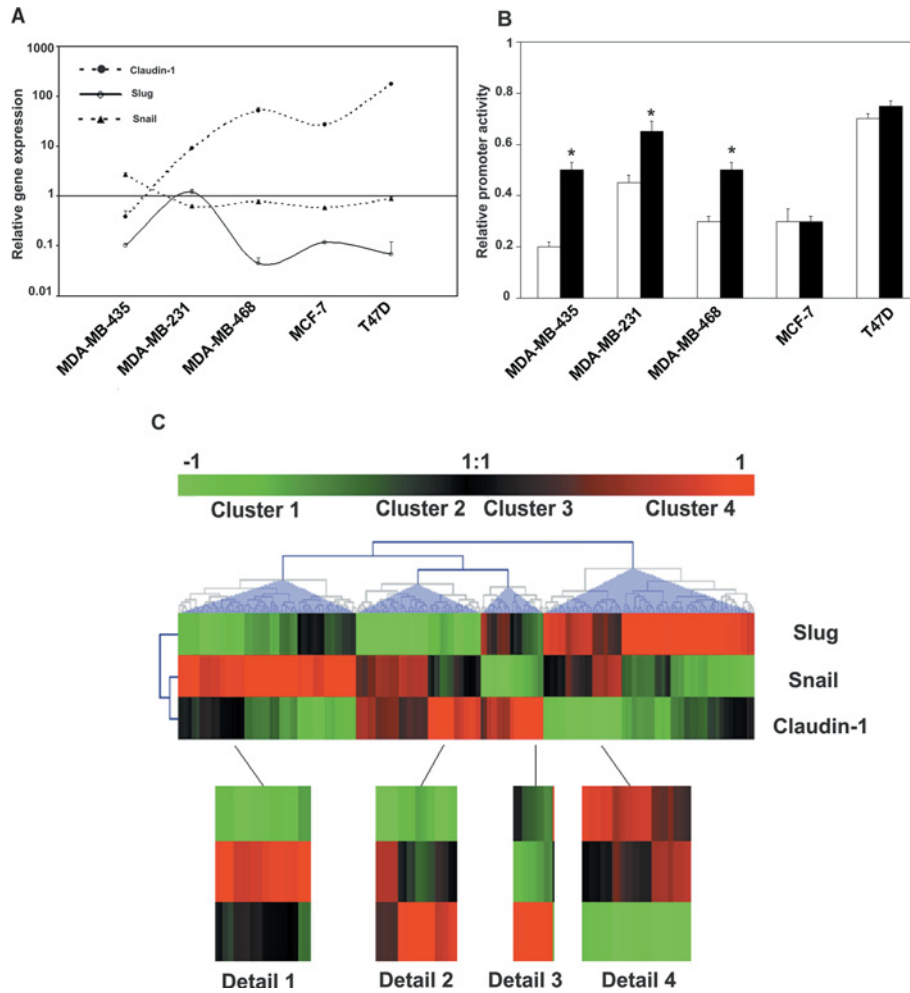 A
Relative gene expression
1000
100
10
1
0.1
0.01
Claudin-1
Slug
Snail
MDA-MB-435
MDA-MB-231
MDA-MB-468
MCF-7
T47D
B
Relative promoter activity
1
0.8
0.6
0.4
0.2
0
*
*
*
MDA-MB-435
MDA-MB-231
MDA-MB-468
MCF-7
T47D
C
-1 1:1 1
Cluster 1 Cluster 2 Cluster 3 Cluster 4
Slug
Snail
Claudin-1
Detail 1 Detail 2 Detail 3 Detail 4